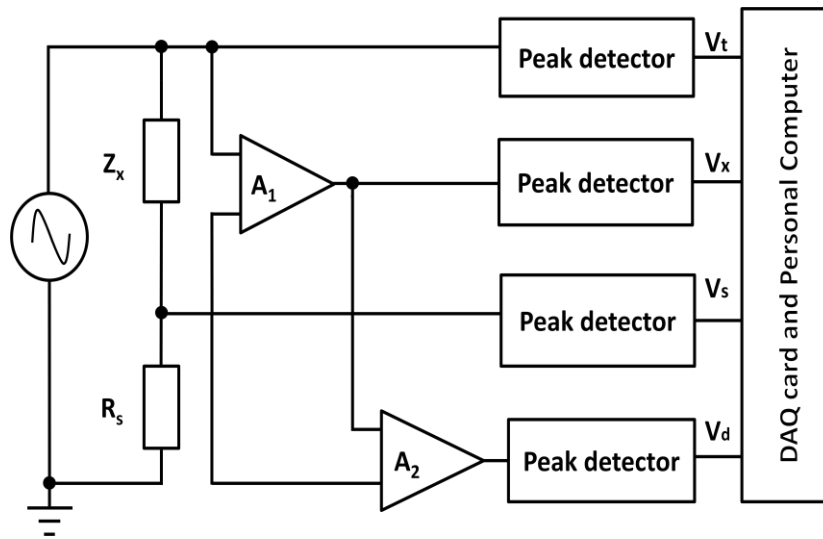 Peak detector
Vt
Zx
A1
Peak detector
Vx
Peak detector
Vs
Rs
A2
Peak detector
Vd
DAQ card and Personal Computer